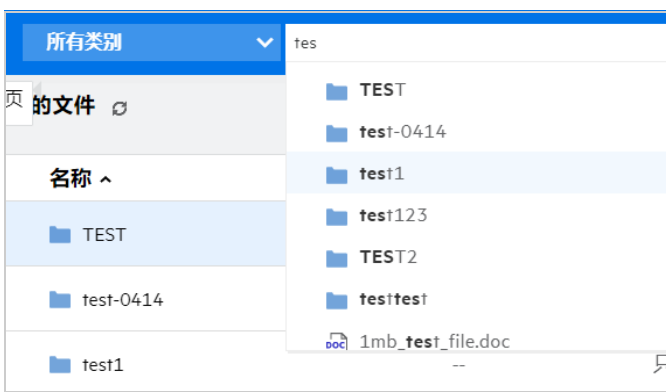 所有类别
tes
TEST
test-0414
test1
test123
TEST2
testtest
1mb_test_file.doc
页
的文件
名称
TEST
test-0414
test1
--
DOC